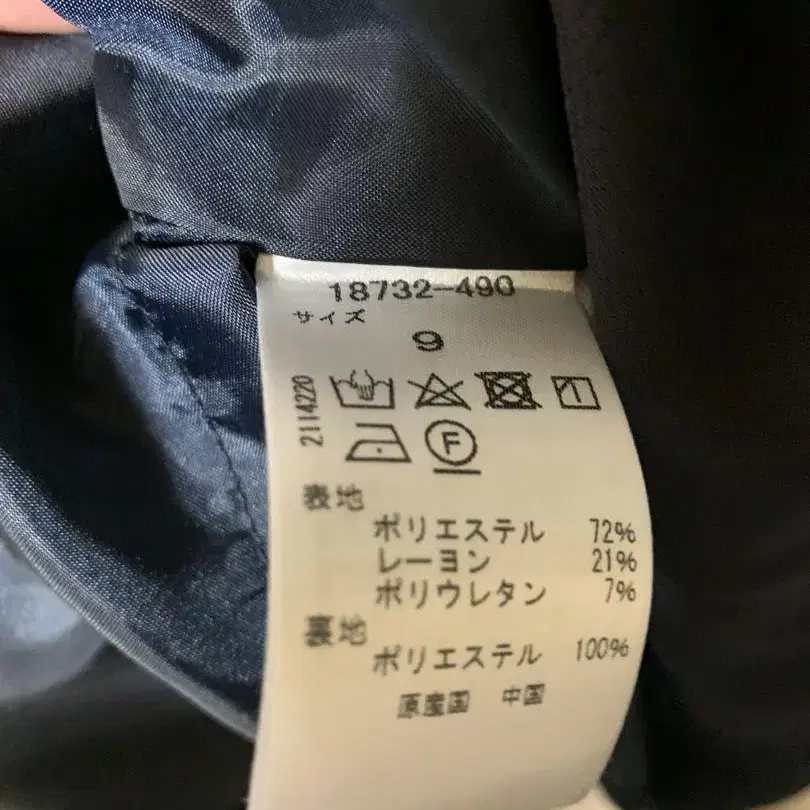 18732-490
サイズ
9
2114220
F
表地
ポリエステル 72%
レーヨン 21%
ポリウレタン 7%
裏地
ポリエステル 100%
原産国 中国